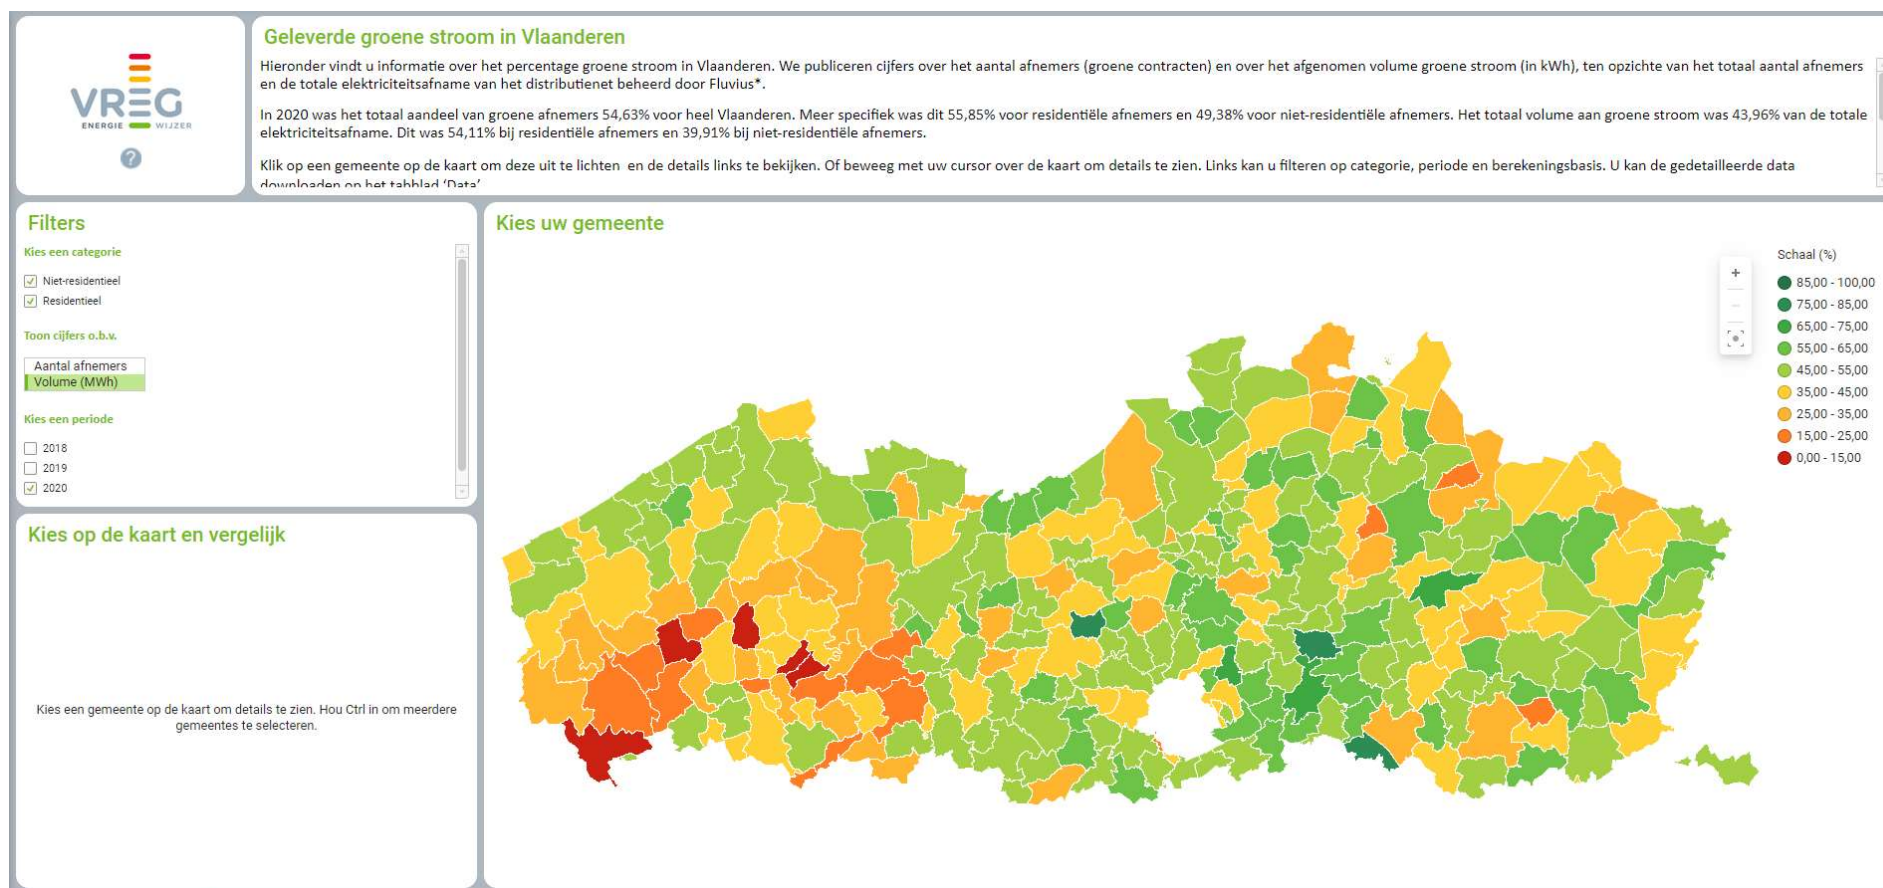 VREG
ENERGIE WIJZER
?
Geleverde groene stroom in Vlaanderen
Hieronder vindt u informatie over het percentage groene stroom in Vlaanderen. We publiceren cijfers over het aantal afnemers (groene contracten) en over het afgenomen volume groene stroom (in kWh), ten opzichte van het totaal aantal afnemers
en de totale elektriciteitsafname van het distributienet beheerd door Fluvius*.
In 2020 was het totaal aandeel van groene afnemers 54,63% voor heel Vlaanderen. Meer specifiek was dit 55,85% voor residentiële afnemers en 49,38% voor niet-residentiële afnemers. Het totaal volume aan groene stroom was 43,96% van de totale
elektriciteitsafname. Dit was 54,11% bij residentiële afnemers en 39,91% bij niet-residentiële afnemers.
Klik op een gemeente op de kaart om deze uit te lichten en de details links te bekijken. Of beweeg met uw cursor over de kaart om details te zien. Links kan u filteren op categorie, periode en berekeningsbasis. U kan de gedetailleerde data
downloaden op het tabblad 'Data'
Filters
Kies een categorie
Niet-residentieel
Residentieel
Toon cijfers o.b.v.
Aantal afnemers
Volume (MWh)
Kies een periode
2018
2019
2020
Kies op de kaart en vergelijk
Kies een gemeente op de kaart om details te zien. Hou Ctrl in om meerdere
gemeentes te selecteren.
Kies uw gemeente
+
Schaal (%)
85,00 - 100,00
75,00 - 85,00
65,00 - 75,00
55,00 - 65,00
45,00 - 55,00
35,00 - 45,00
25,00 - 35,00
15,00 - 25,00
0,00 - 15,00